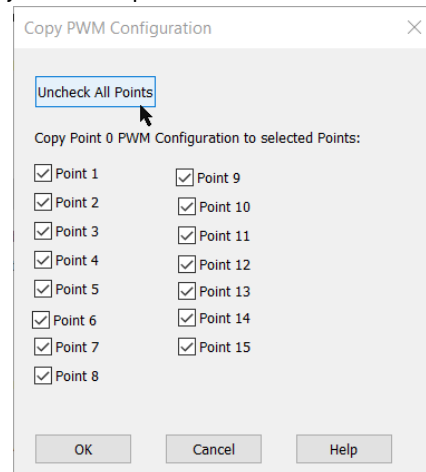 Copy PWM Configuration
Uncheck All Points
Copy Point 0 PWM Configuration to selected Points:
Point 1
Point 2
Point 3
Point 4
Point 5
Point 6
Point 7
Point 8
Point 9
Point 10
Point 11
Point 12
Point 13
Point 14
Point 15
OK
Cancel
Help